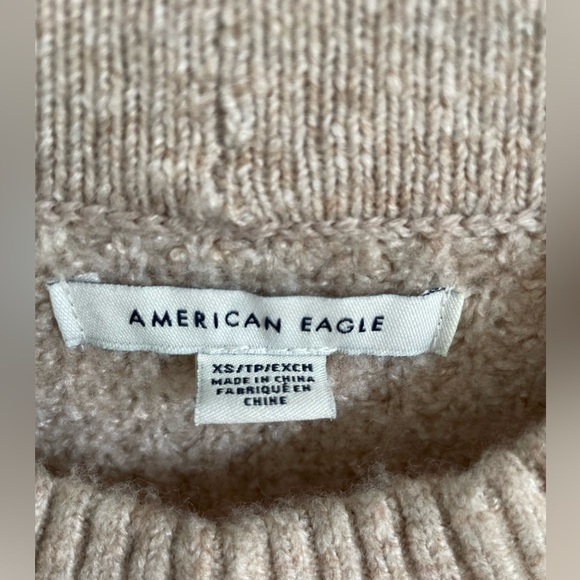 AMERICAN EAGLE
XS/TP/EXCH
MADE IN CHINA
FABRIQUÉ EN
CHINE